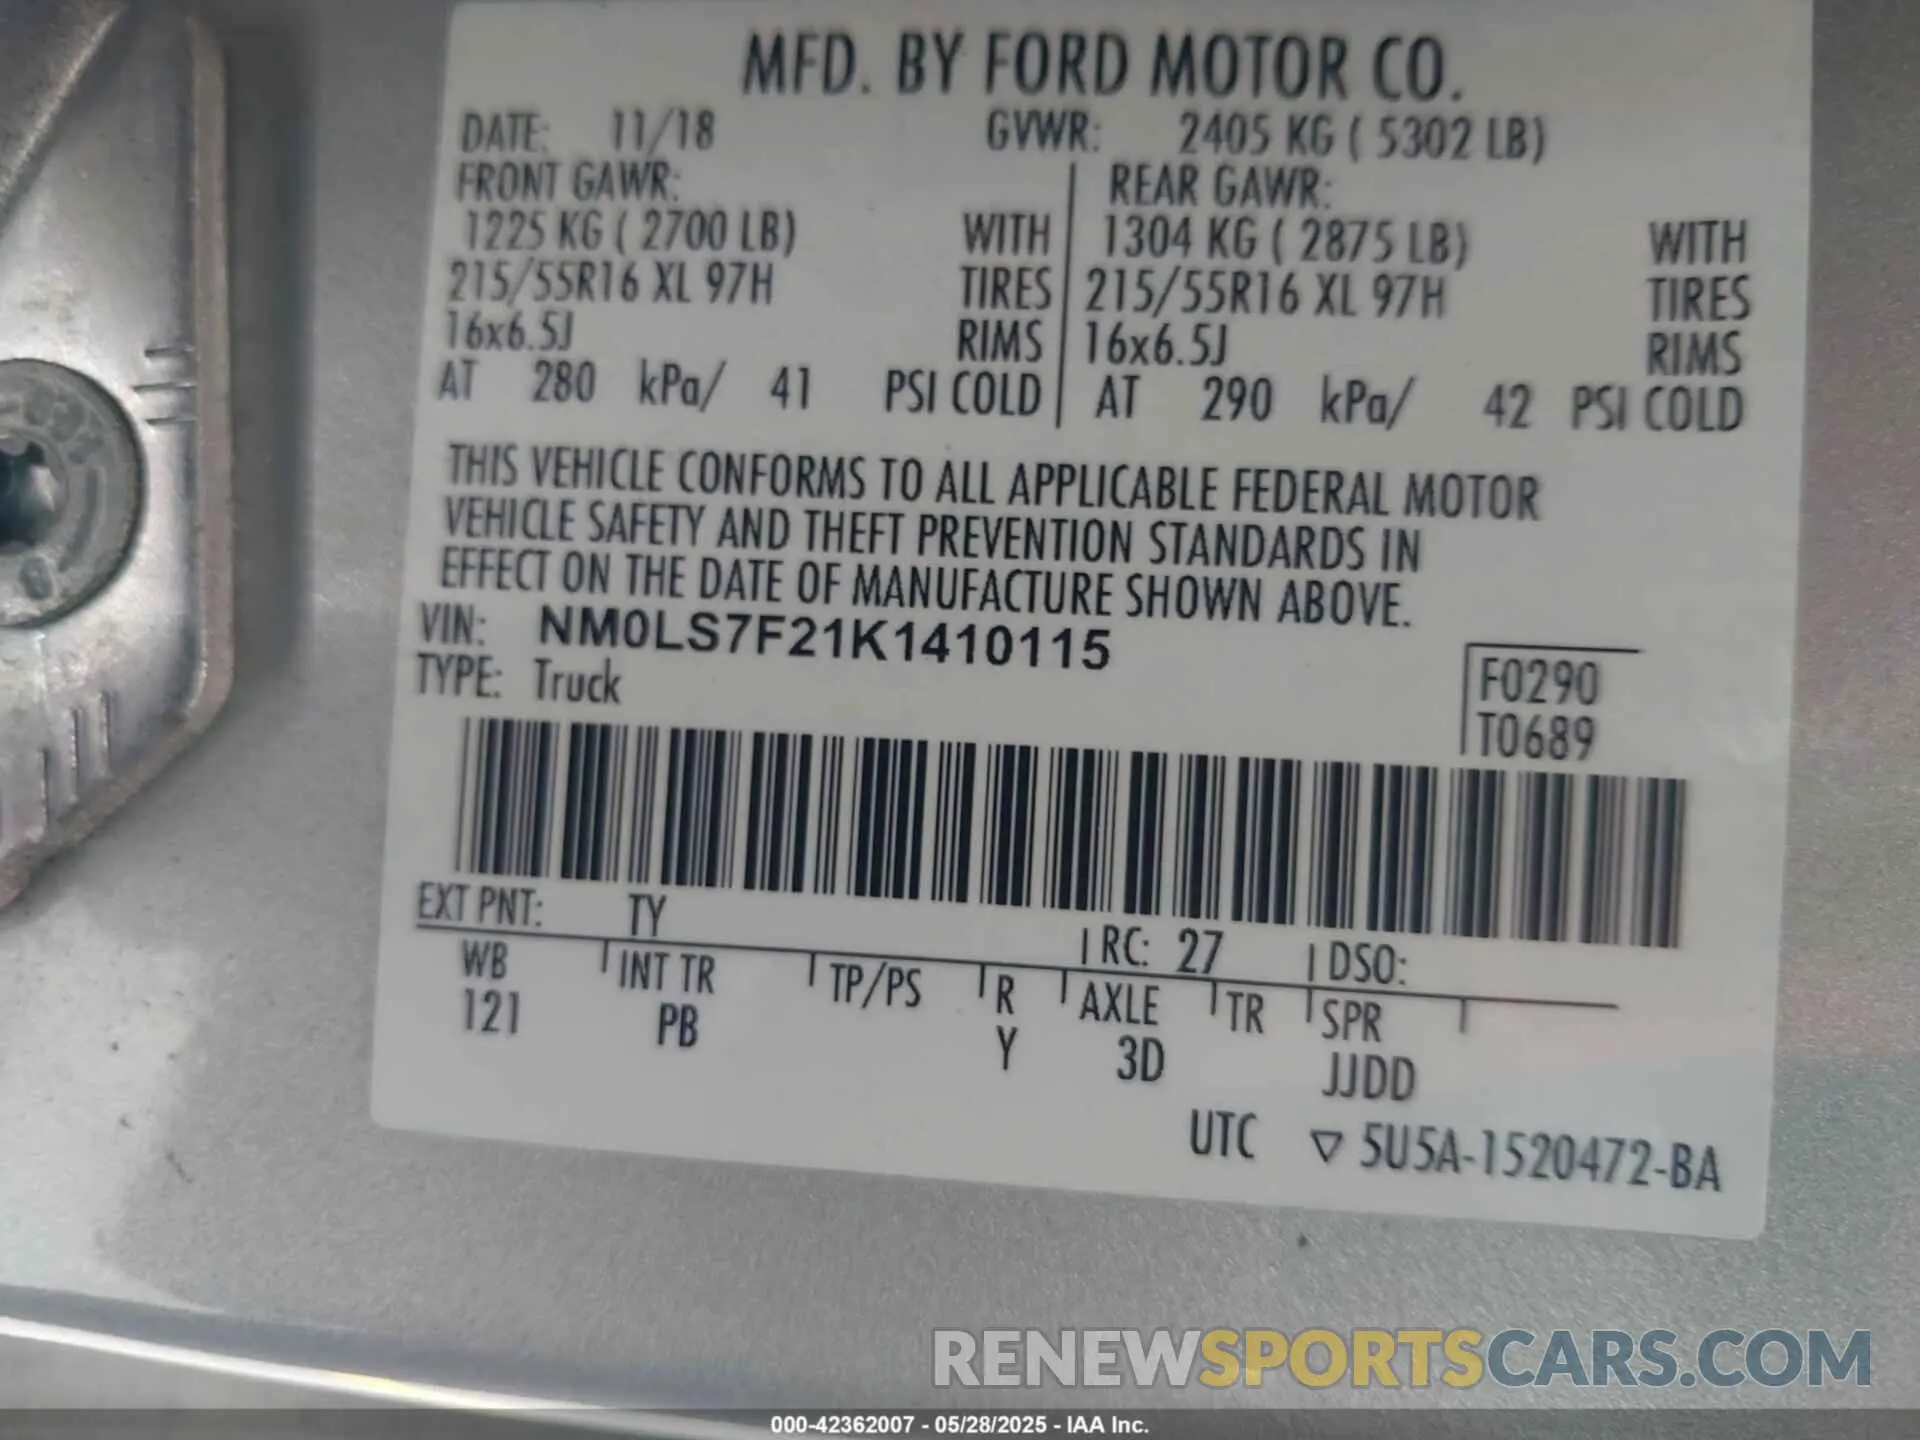 MFD. BY FORD MOTOR CO.
DATE: 11/18 GVWR: 2405 KG ( 5302 LB)
FRONT GAWR: REAR GAWR:
1225 KG ( 2700 LB) WITH 1304 KG ( 2875 LB) WITH
215/55R16 XL 97H TIRES 215/55R16 XL 97H TIRES
16x6.5J RIMS 16x6.5J RIMS
AT 280 kPa/ 41 PSI COLD AT 290 kPa/ 42 PSI COLD
THIS VEHICLE CONFORMS TO ALL APPLICABLE FEDERAL MOTOR
VEHICLE SAFETY AND THEFT PREVENTION STANDARDS IN
EFFECT ON THE DATE OF MANUFACTURE SHOWN ABOVE.
VIN: NM0LS7F21K1410115
TYPE: Truck
F0290
T0689
EXT PNT: TY RC: 27 DSO:
WB INT TR TP/PS R AXLE TR SPR
121 PB Y 3D JJDD
UTC ▽ 5U5A-1520472-BA
RENEWSPORTSCARS.COM
000-42362007 - 05/28/2025 - IAA Inc.